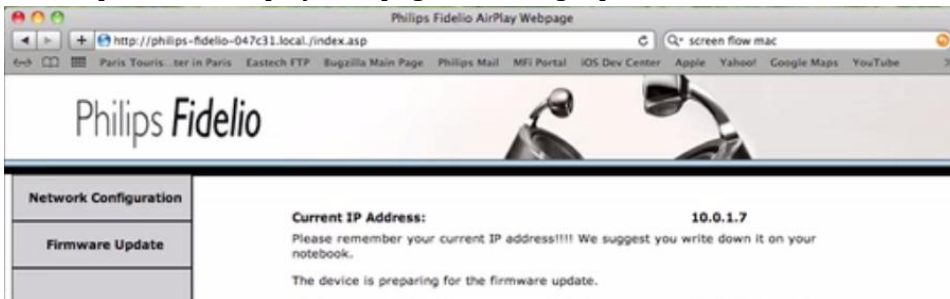 Philips Fidelio AirPlay Webpage
http://philips-fidelio-047c31.local./index.asp
screen flow mac
Paris Touris...ter in Paris Eastech FTP Bugzilla Main Page Philips Mail MFi Portal iOS Dev Center Apple Yahoo! Google Maps YouTube
Philips Fidelio
Network Configuration
Firmware Update
Current IP Address: 10.0.1.7
Please remember your current IP address!!!! We suggest you write down it on your
notebook.
The device is preparing for the firmware update.